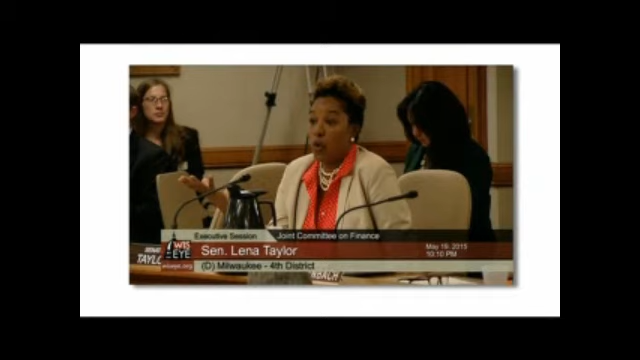 Executive Session
Joint Committee on Finance
WIS
EYE
wiseye.org
Sen. Lena Taylor
May 19, 2015
10:10 PM
(D) Milwaukee - 4th District
TAYLO